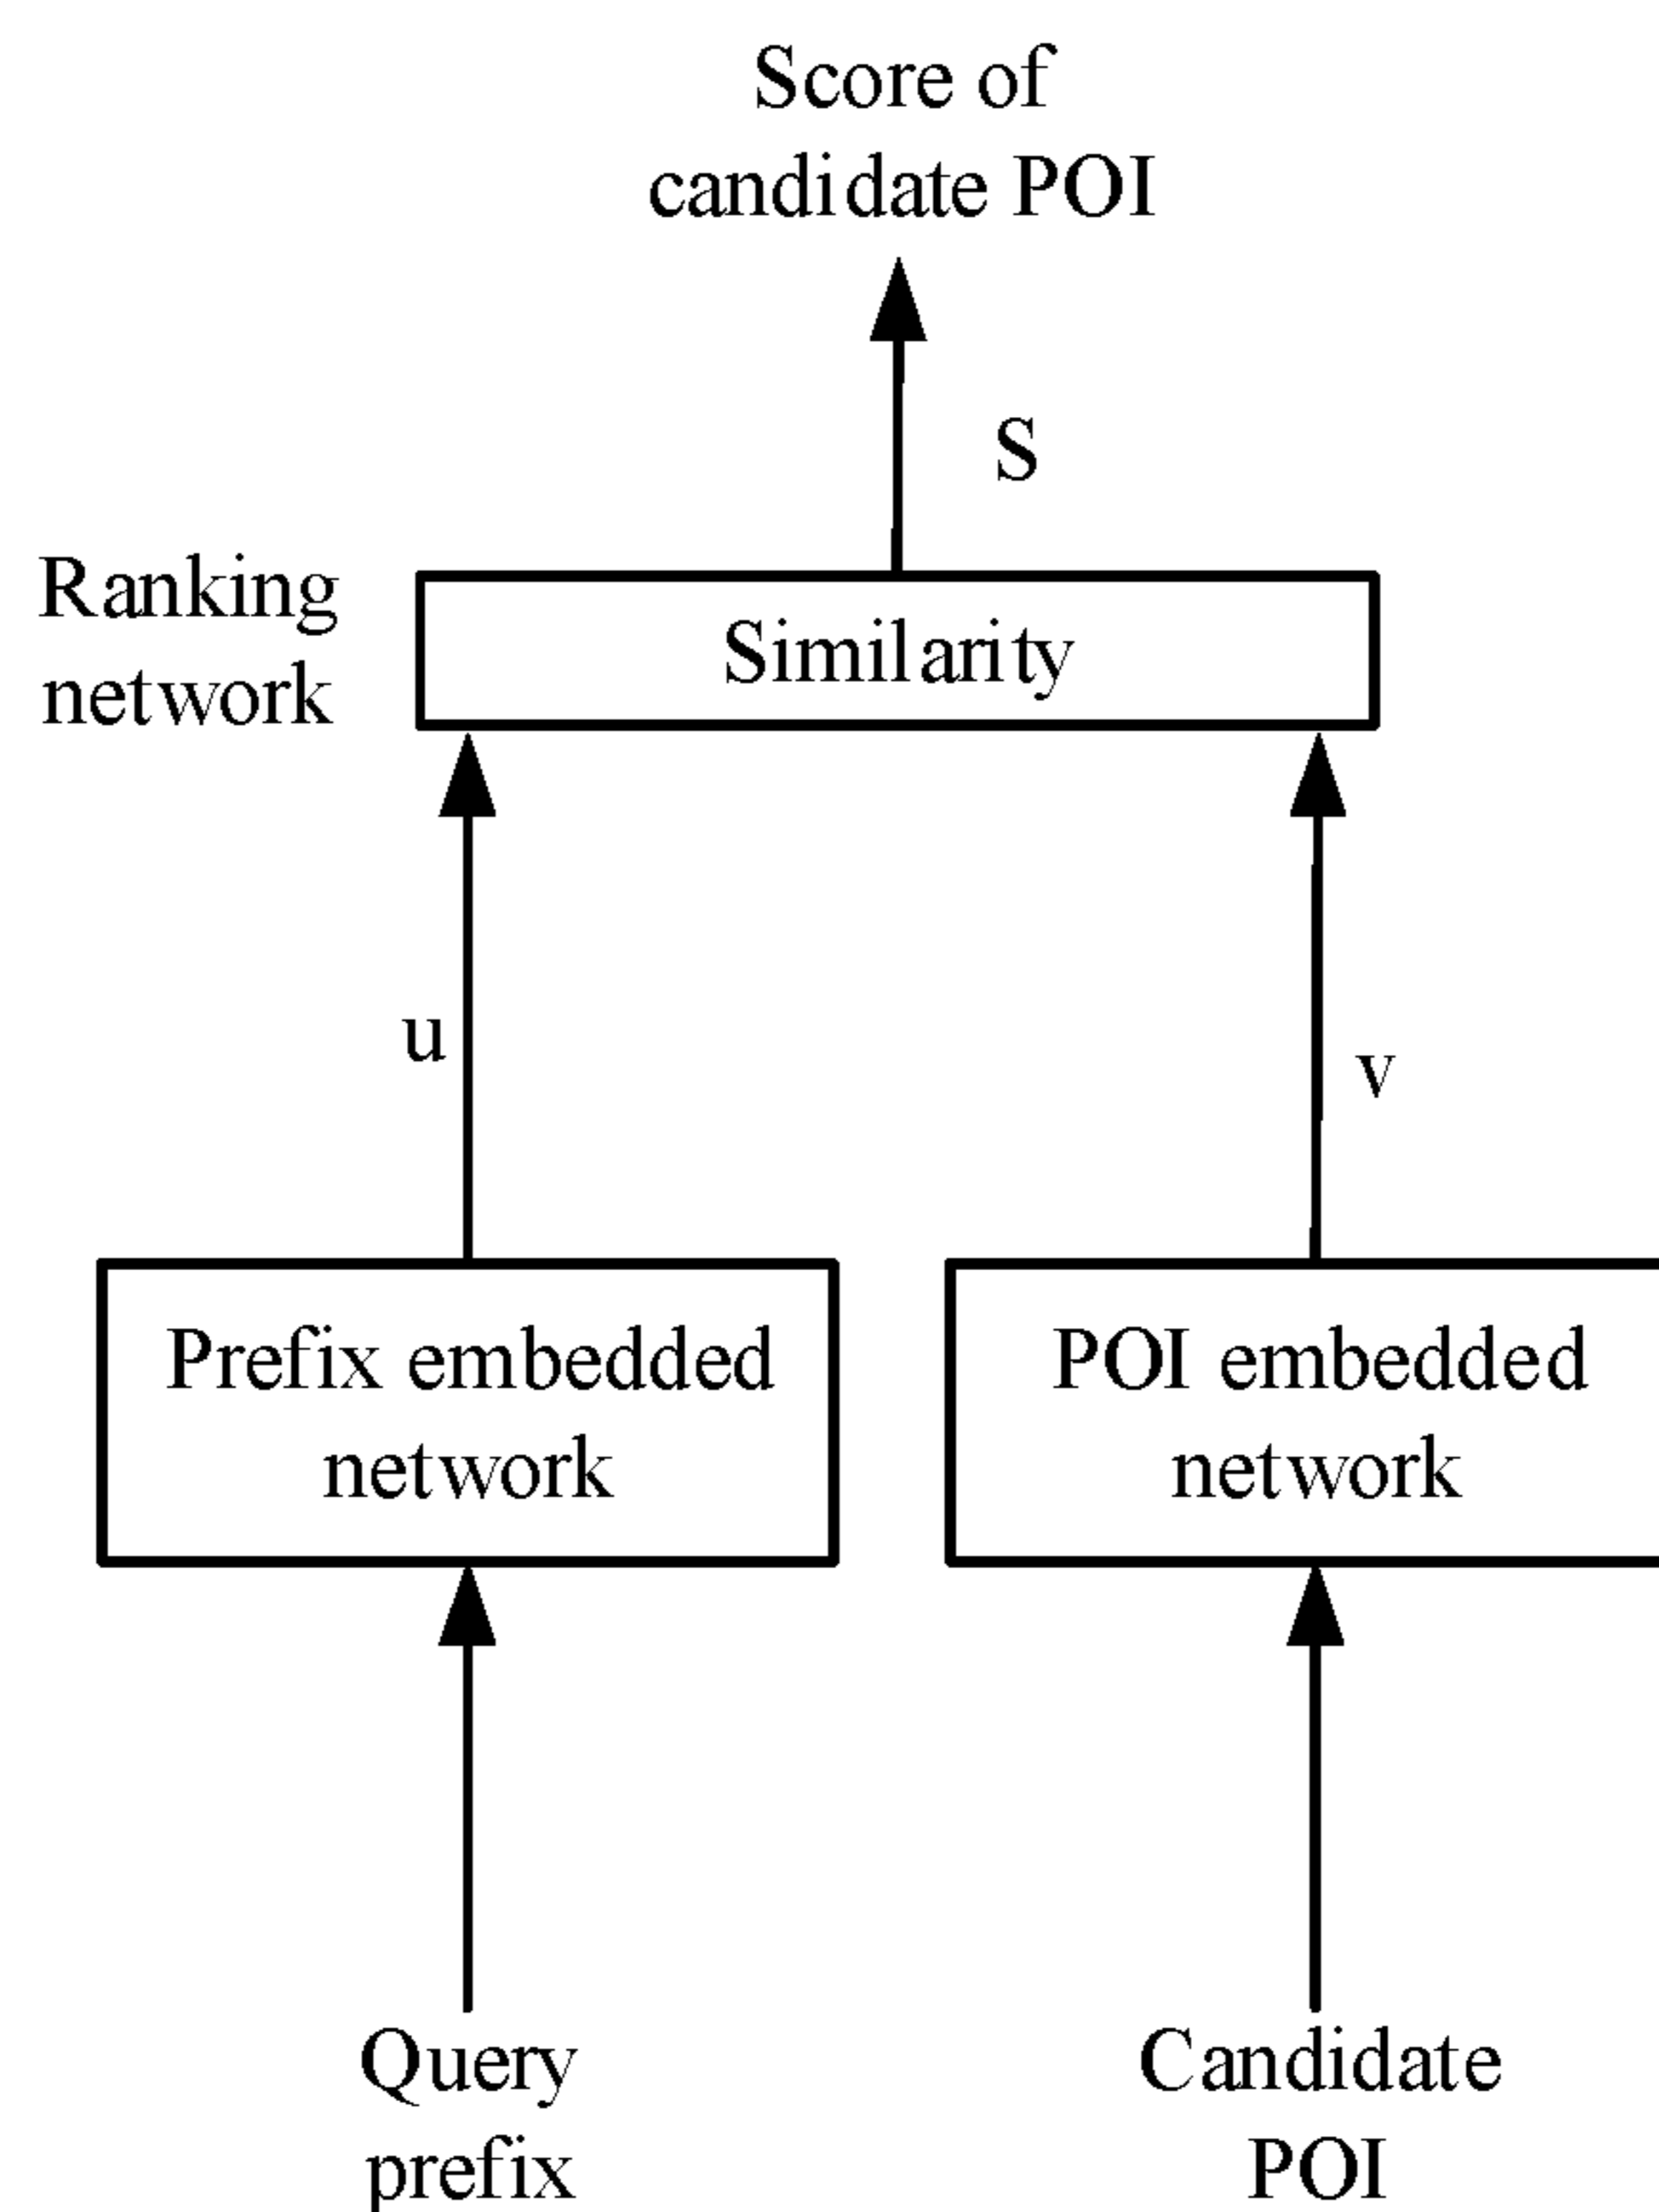 Score of
candidate POI
S
Ranking
network
Similarity
u
v
Prefix embedded
network
POI embedded
network
Query
prefix
Candidate
POI